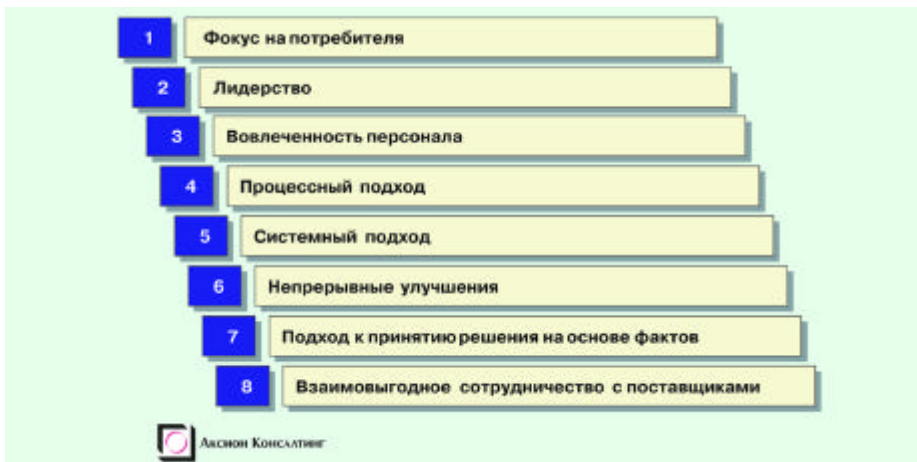 1 Фокус на потребителя
2 Лидерство
3 Вовлеченность персонала
4 Процессный подход
5 Системный подход
6 Непрерывные улучшения
7 Подход к принятию решения на основе фактов
8 Взаимовыгодное сотрудничество с поставщиками
Аксион Консалтинг